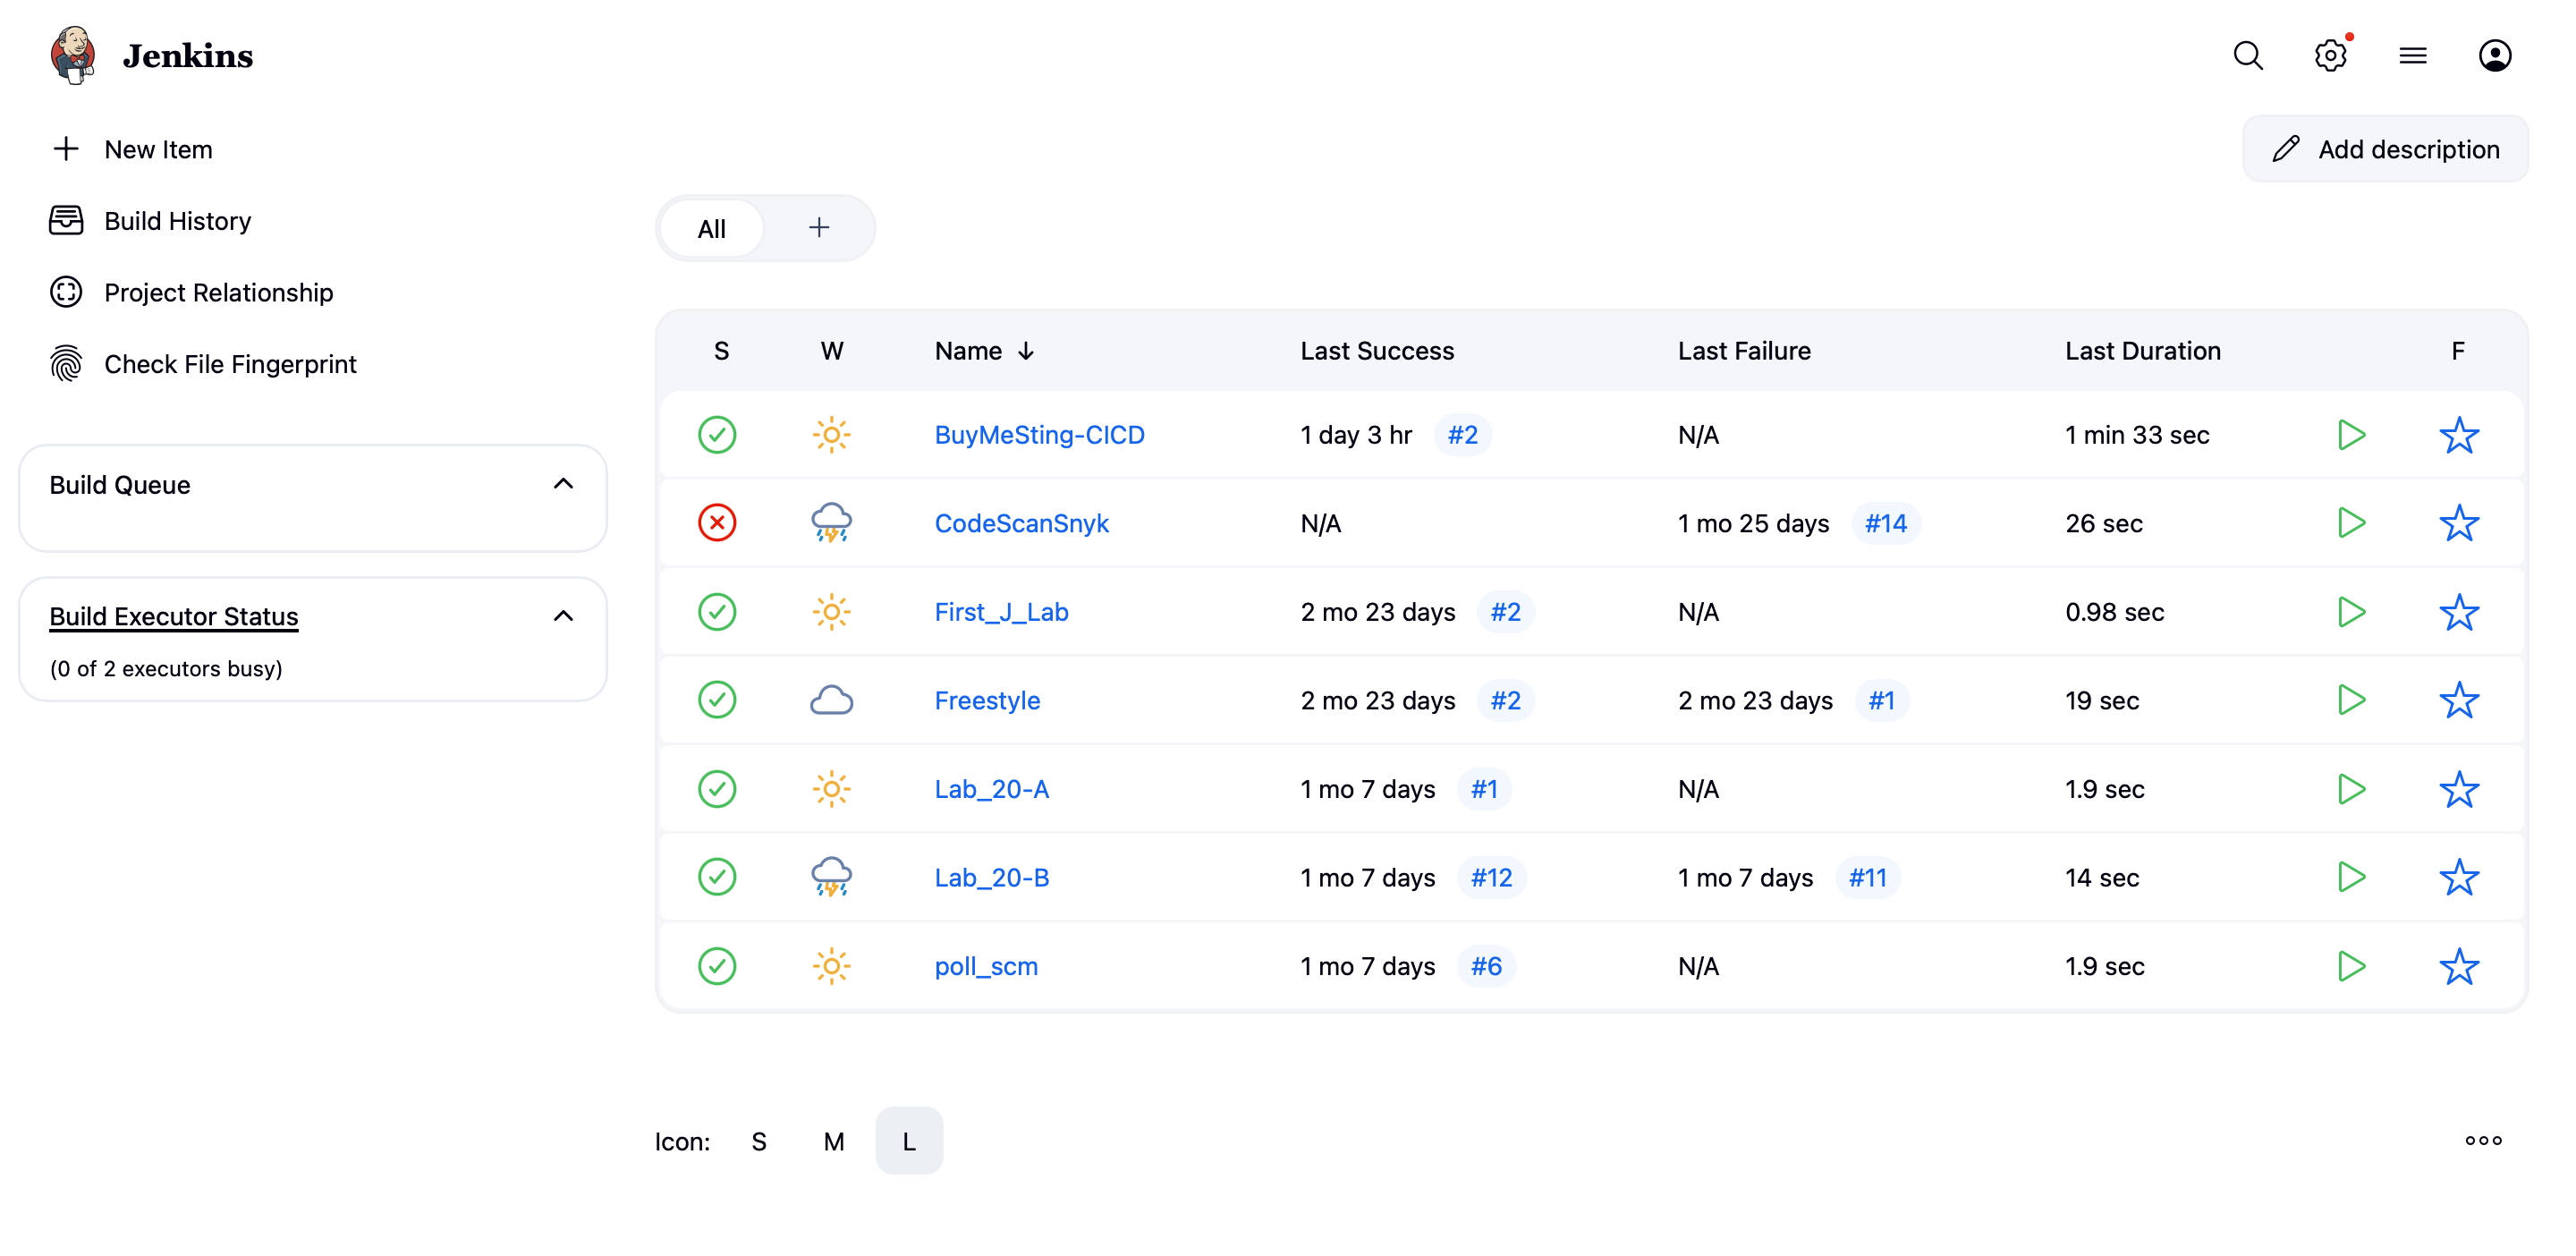 Jenkins
New Item
Build History
Project Relationship
Check File Fingerprint
Build Queue
Build Executor Status
(0 of 2 executors busy)
Add description
All
S W Name ↓ Last Success Last Failure Last Duration F
BuyMeSting-CICD 1 day 3 hr #2 N/A 1 min 33 sec
CodeScanSnyk N/A 1 mo 25 days #14 26 sec
First_J_Lab 2 mo 23 days #2 N/A 0.98 sec
Freestyle 2 mo 23 days #2 2 mo 23 days #1 19 sec
Lab_20-A 1 mo 7 days #1 N/A 1.9 sec
Lab_20-B 1 mo 7 days #12 1 mo 7 days #11 14 sec
poll_scm 1 mo 7 days #6 N/A 1.9 sec
Icon: S M L